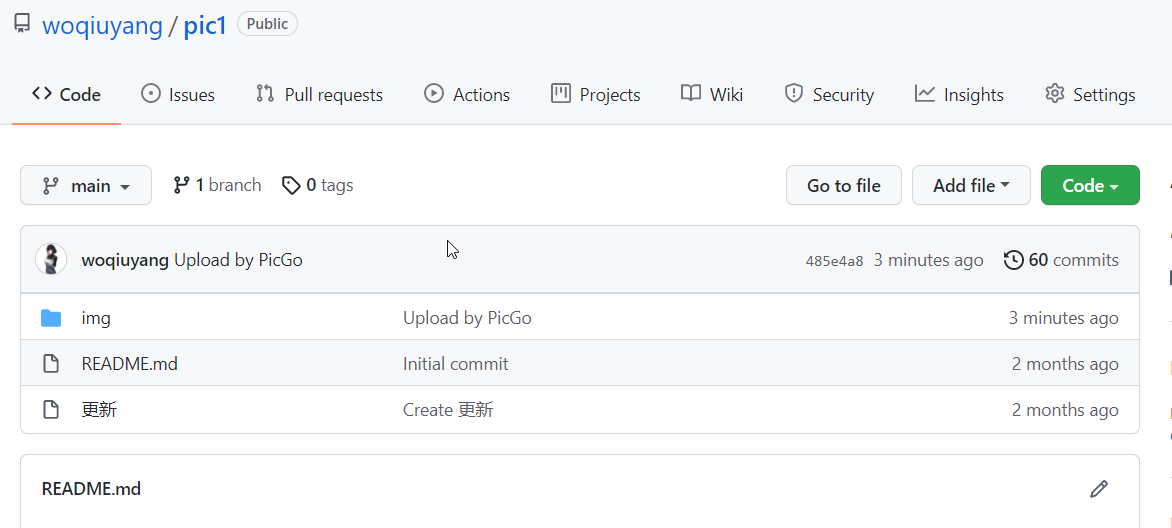 woqiuyang / pic1 Public
Code Issues Pull requests Actions Projects Wiki Security Insights Settings
main 1 branch 0 tags Go to file Add file Code
woqiuyang Upload by PicGo 485e4a8 3 minutes ago 60 commits
img Upload by PicGo 3 minutes ago
README.md Initial commit 2 months ago
更新 Create 更新 2 months ago
README.md